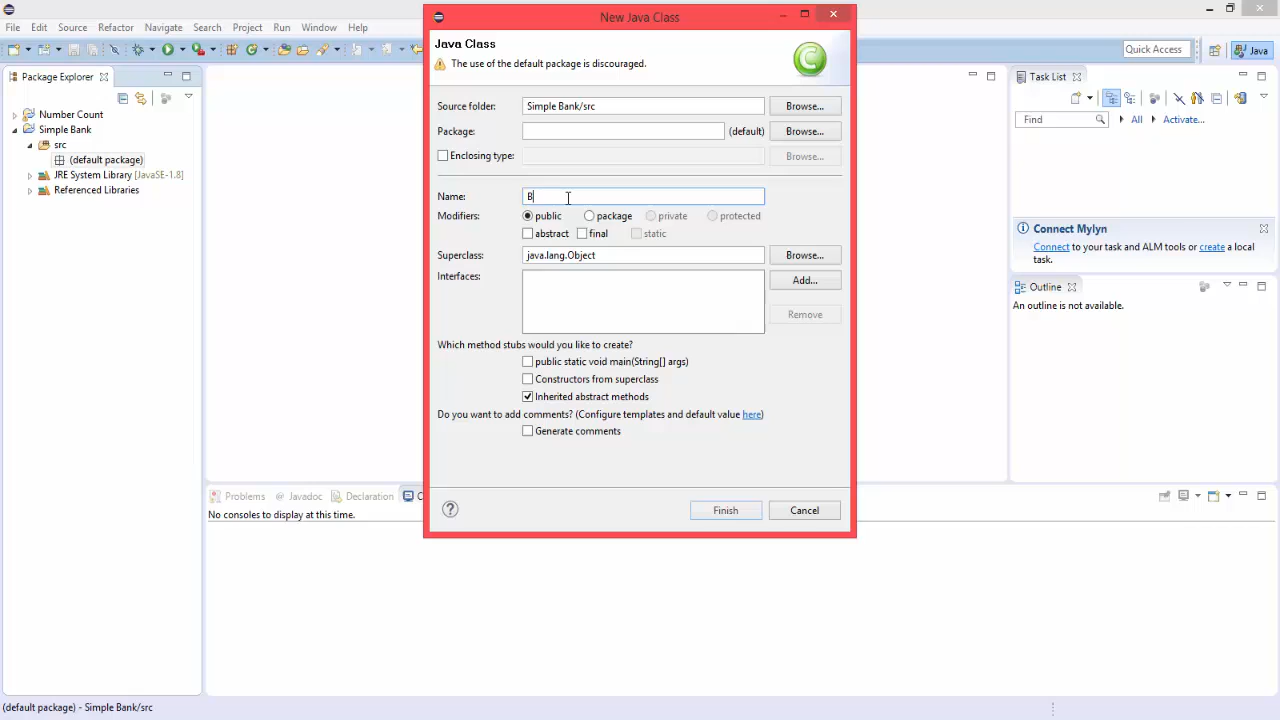 New Java Class
File Edit Source Refactor Navigate Search Project Run Window Help
Quick Access
Java
Package Explorer
Number Count
Simple Bank
src
(default package)
JRE System Library [JavaSE-1.8]
Referenced Libraries
Java Class
The use of the default package is discouraged.
Source folder: Simple Bank/src Browse...
Package: (default) Browse...
Enclosing type: Browse...
Name: B
Modifiers: public package private protected
abstract final static
Superclass: java.lang.Object Browse...
Interfaces: Add...
Remove
Which method stubs would you like to create?
public static void main(String[] args)
Constructors from superclass
Inherited abstract methods
Do you want to add comments? (Configure templates and default value here)
Generate comments
? Finish Cancel
Task List
Find All Activate...
Connect Mylyn
Connect to your task and ALM tools or create a local
task.
Outline
An outline is not available.
Problems @ Javadoc Declaration C
No consoles to display at this time.
(default package) - Simple Bank/src